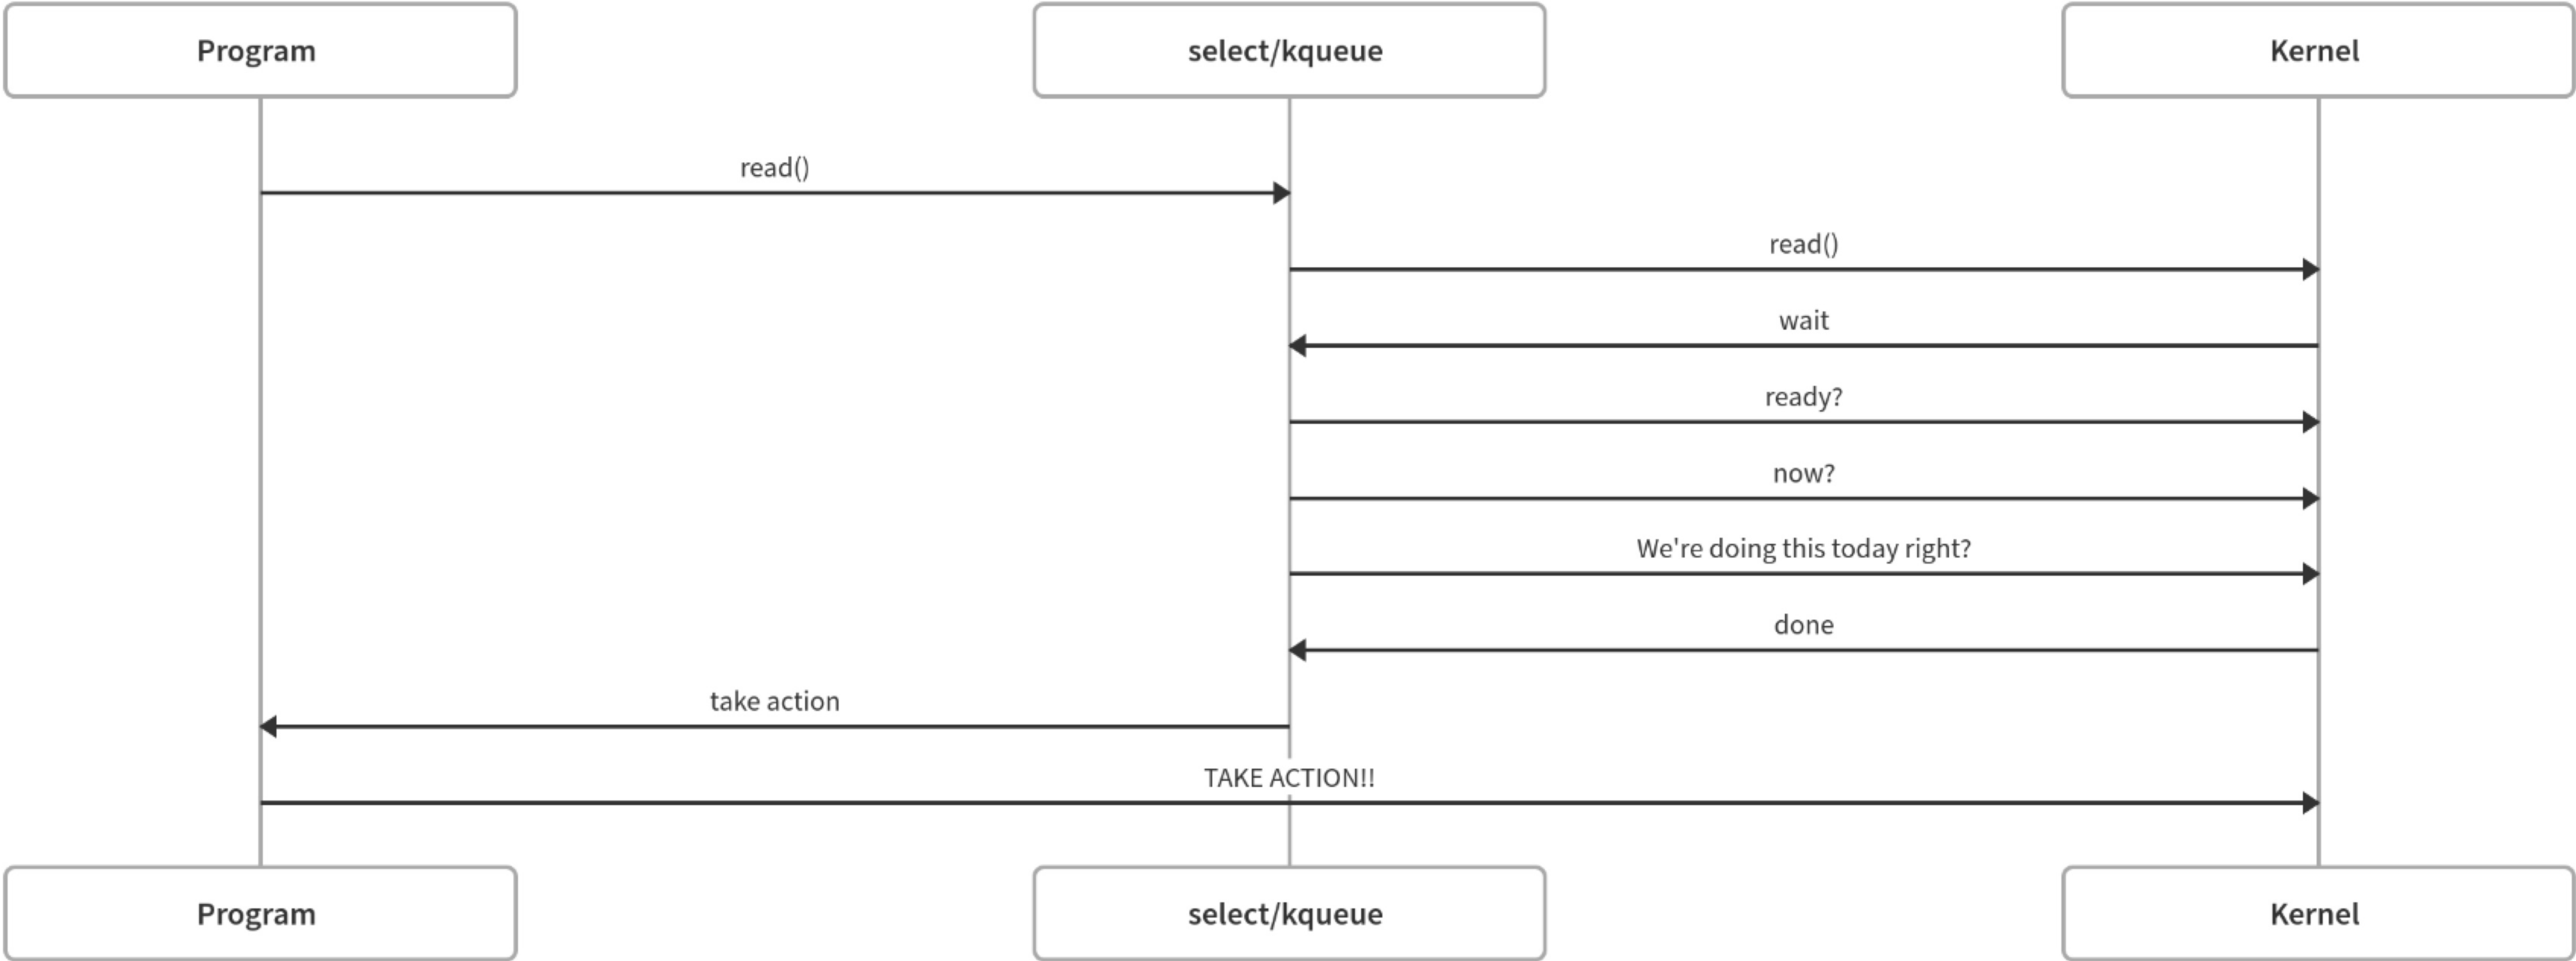 Program
select/kqueue
Kernel
read()
read()
wait
ready?
now?
We're doing this today right?
done
take action
TAKE ACTION!!
Program
select/kqueue
Kernel